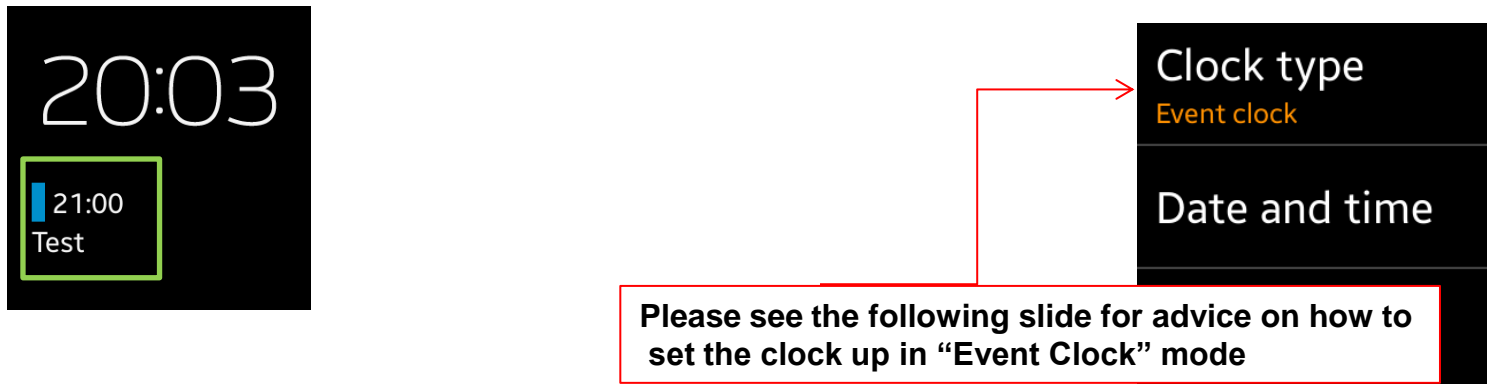 20:03
21:00
Test
Clock type
Event clock
Date and time
Please see the following slide for advice on how to
set the clock up in “Event Clock” mode